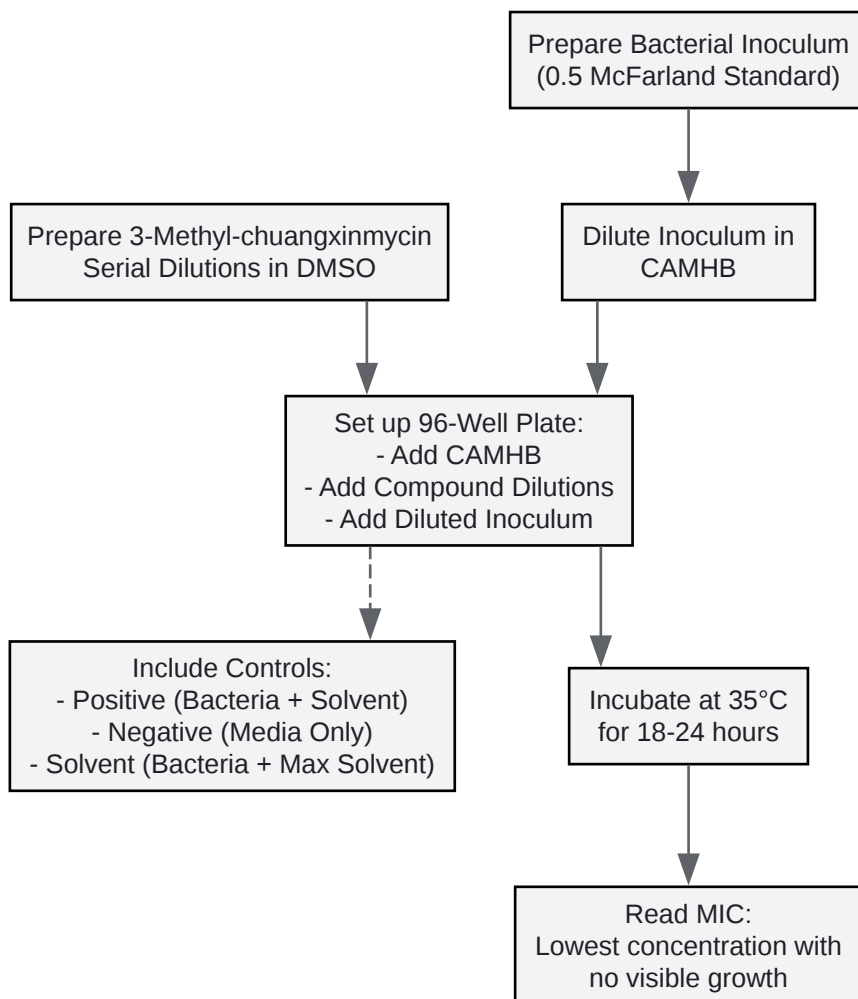 Prepare Bacterial Inoculum
(0.5 McFarland Standard)
Prepare 3-Methyl-chuangxinmycin
Serial Dilutions in DMSO
Dilute Inoculum in
CAMHB
Set up 96-Well Plate:
- Add CAMHB
- Add Compound Dilutions
- Add Diluted Inoculum
Include Controls:
- Positive (Bacteria + Solvent)
- Negative (Media Only)
- Solvent (Bacteria + Max Solvent)
Incubate at 35°C
for 18-24 hours
Read MIC:
Lowest concentration with
no visible growth